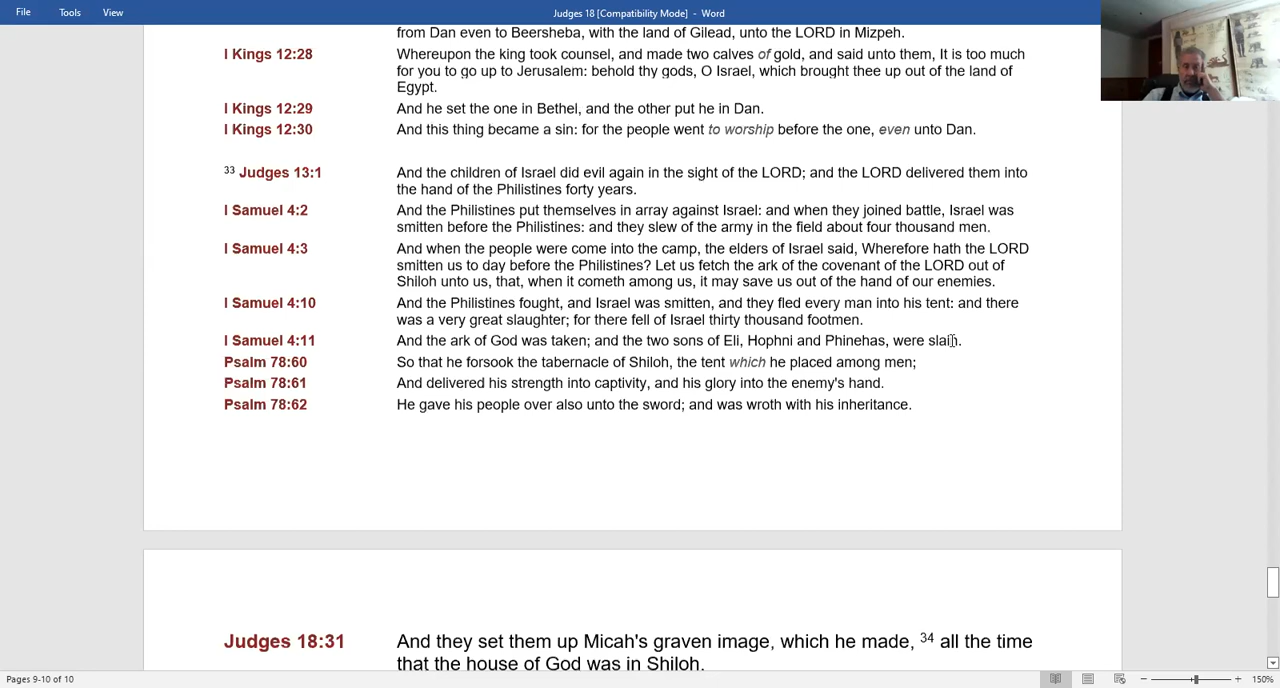 File Tools View Judges 18 [Compatibility Mode] - Word
from Dan even to Beersheba, with the land of Gilead, unto the LORD in Mizpeh.
I Kings 12:28 Whereupon the king took counsel, and made two calves of gold, and said unto them, It is too much
for you to go up to Jerusalem: behold thy gods, O Israel, which brought thee up out of the land of
Egypt.
I Kings 12:29 And he set the one in Bethel, and the other put he in Dan.
I Kings 12:30 And this thing became a sin: for the people went to worship before the one, even unto Dan.
33 Judges 13:1 And the children of Israel did evil again in the sight of the LORD; and the LORD delivered them into
the hand of the Philistines forty years.
I Samuel 4:2 And the Philistines put themselves in array against Israel: and when they joined battle, Israel was
smitten before the Philistines: and they slew of the army in the field about four thousand men.
I Samuel 4:3 And when the people were come into the camp, the elders of Israel said, Wherefore hath the LORD
smitten us to day before the Philistines? Let us fetch the ark of the covenant of the LORD out of
Shiloh unto us, that, when it cometh among us, it may save us out of the hand of our enemies.
I Samuel 4:10 And the Philistines fought, and Israel was smitten, and they fled every man into his tent: and there
was a very great slaughter; for there fell of Israel thirty thousand footmen.
I Samuel 4:11 And the ark of God was taken; and the two sons of Eli, Hophni and Phinehas, were slain.
Psalm 78:60 So that he forsook the tabernacle of Shiloh, the tent which he placed among men;
Psalm 78:61 And delivered his strength into captivity, and his glory into the enemy's hand.
Psalm 78:62 He gave his people over also unto the sword; and was wroth with his inheritance.
Judges 18:31 And they set them up Micah's graven image, which he made, 34 all the time
that the house of God was in Shiloh.
Pages 9-10 of 10 150%